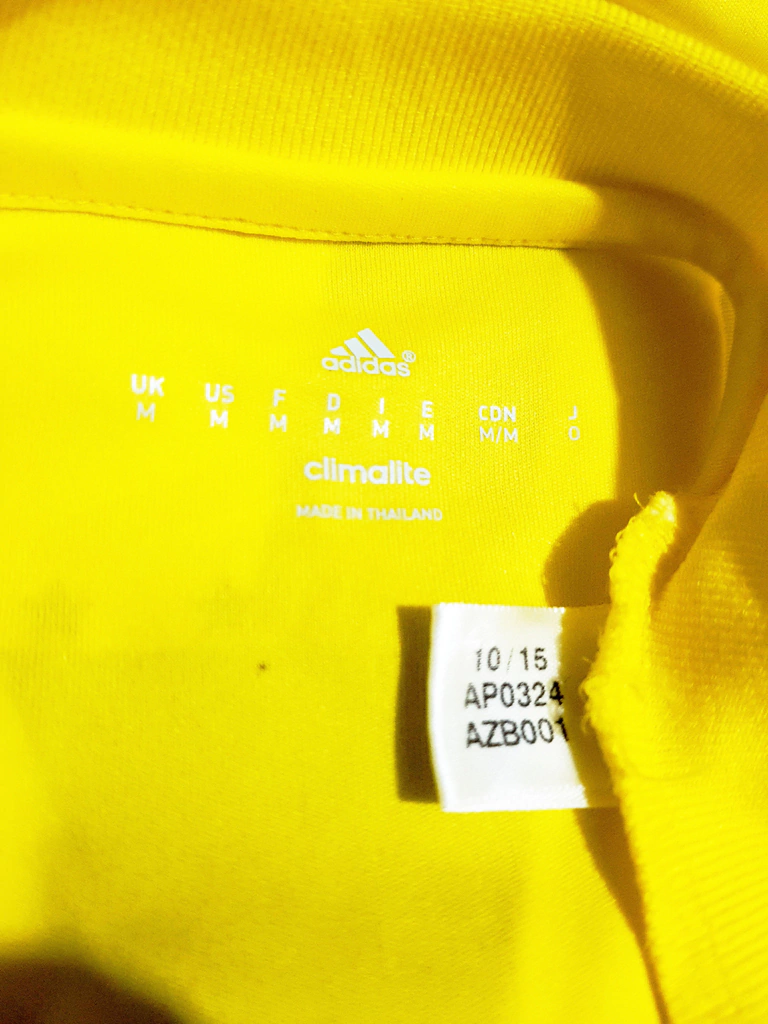 adidas®
UK US F D I E CDN J
M M M M M M M/M O
climalite
MADE IN THAILAND
10/15
AP0324
AZB001